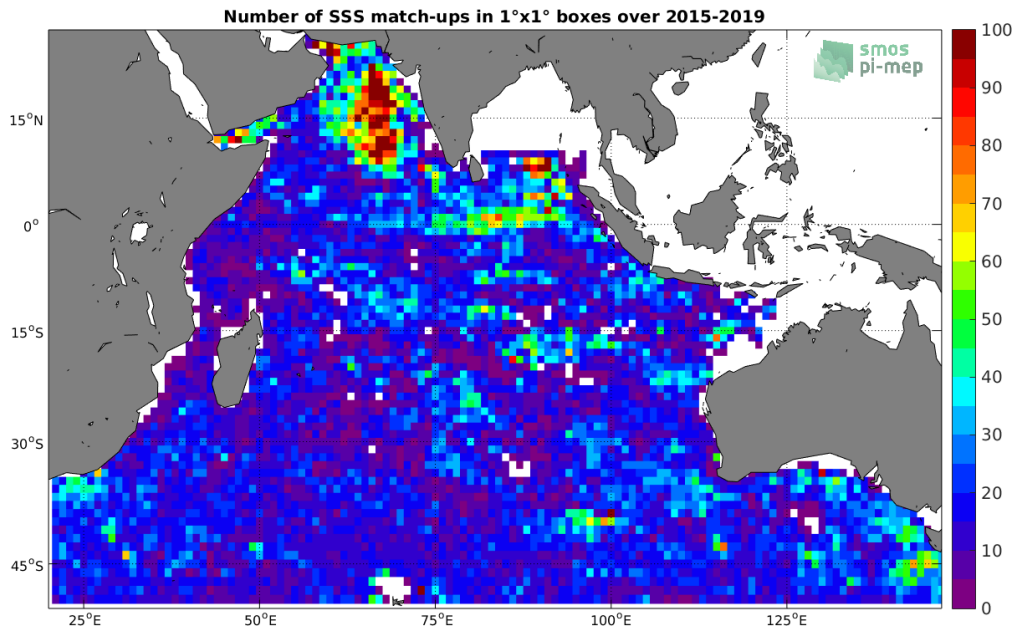 Number of SSS match-ups in 1°x1° boxes over 2015-2019
smos
pi-mep
100
90
80
70
60
50
40
30
20
10
0
15°N
0°
15°S
30°S
45°S
25°E
50°E
75°E
100°E
125°E